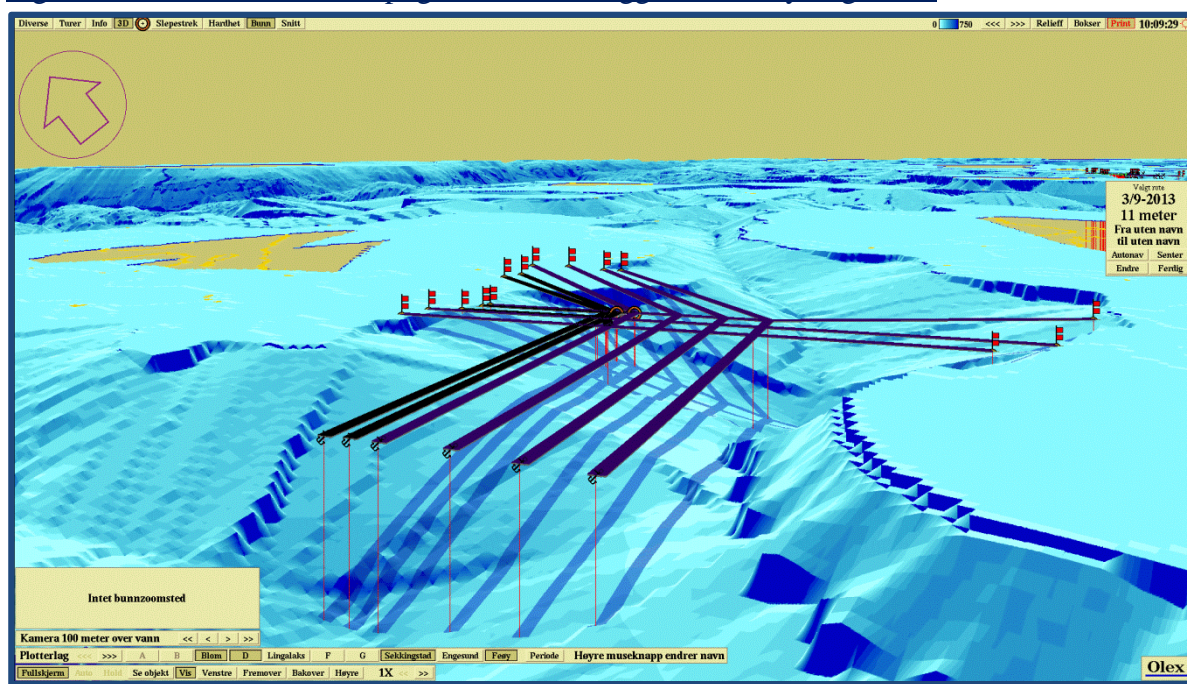 Diverse Turer Info 3D Slepestrek Hardhet Bunn Snitt 0 750 <<< >>> Relieff Bokser Print 10:09:29
Valgt rute
3/9-2013
11 meter
Fra uten navn
til uten navn
Autonav Senter
Endre Ferdig
Intet bunnzoomsted
Kamera 100 meter over vann << < > >>
Plotterlag <<< >>> A B Blom D Lingalaks F G Sekkingstad Engesund Føøy Periode Høyre museknapp endrer navn
Fullskjerm Auto Hold Se objekt Vis Venstre Fremover Bakover Høyre 1X << >>
Olex